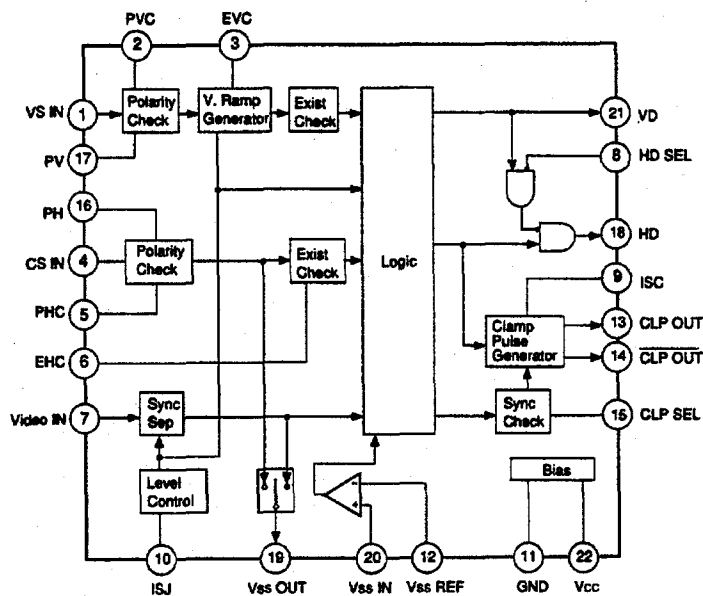 PVC
EVC
2
3
VS IN
1
Polarity
Check
V. Ramp
Generator
Exist
Check
21
VD
PV
17
8
HD SEL
PH
16
CS IN
4
Polarity
Check
Exist
Check
Logic
18
HD
9
ISC
PHC
5
Clamp
Pulse
Generator
13
CLP OUT
EHC
6
14
CLP OUT
Video IN
7
Sync
Sep
Sync
Check
15
CLP SEL
Level
Control
Bias
-
+
10
19
20
12
11
22
ISJ
Vss OUT
Vss IN
Vss REF
GND
Vcc